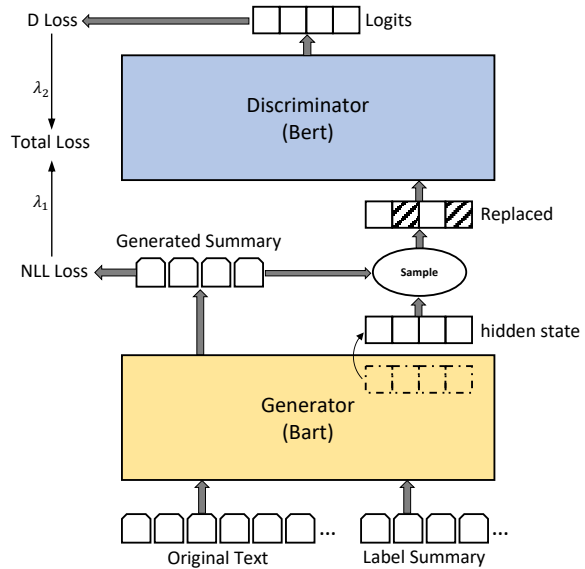 D Loss
Logits
λ₂
Discriminator
(Bert)
Total Loss
λ₁
Replaced
Generated Summary
NLL Loss
Sample
hidden state
Generator
(Bart)
...
...
Original Text
Label Summary